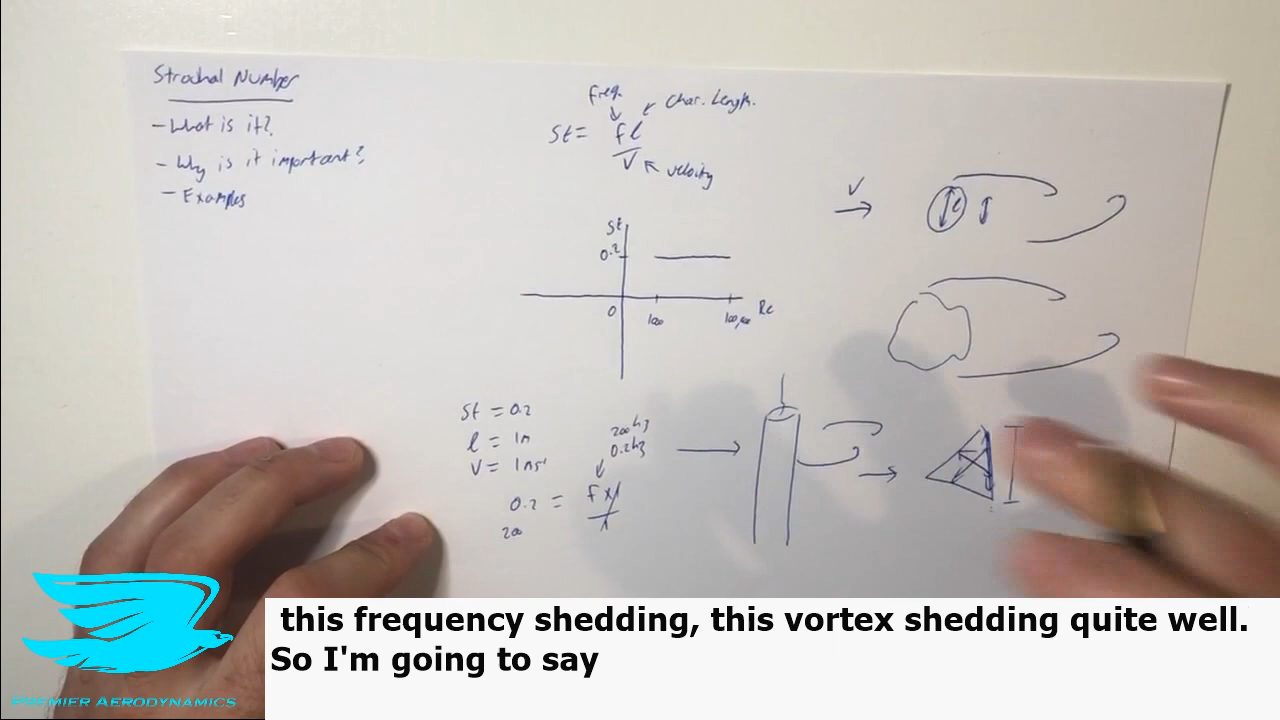 Strouhal Number
- What is it?
- Why is it important?
- Examples
freq.
Char. Length.
St = fl
V
velocity
V
l
St
0.2
0
100
100,000
Re
St = 0.2
l = 1m
V = 1ms⁻¹
200hz
0.2hz
0.2 = f x l
1
200
this frequency shedding, this vortex shedding quite well.
So I'm going to say
PREMIER AERODYNAMICS